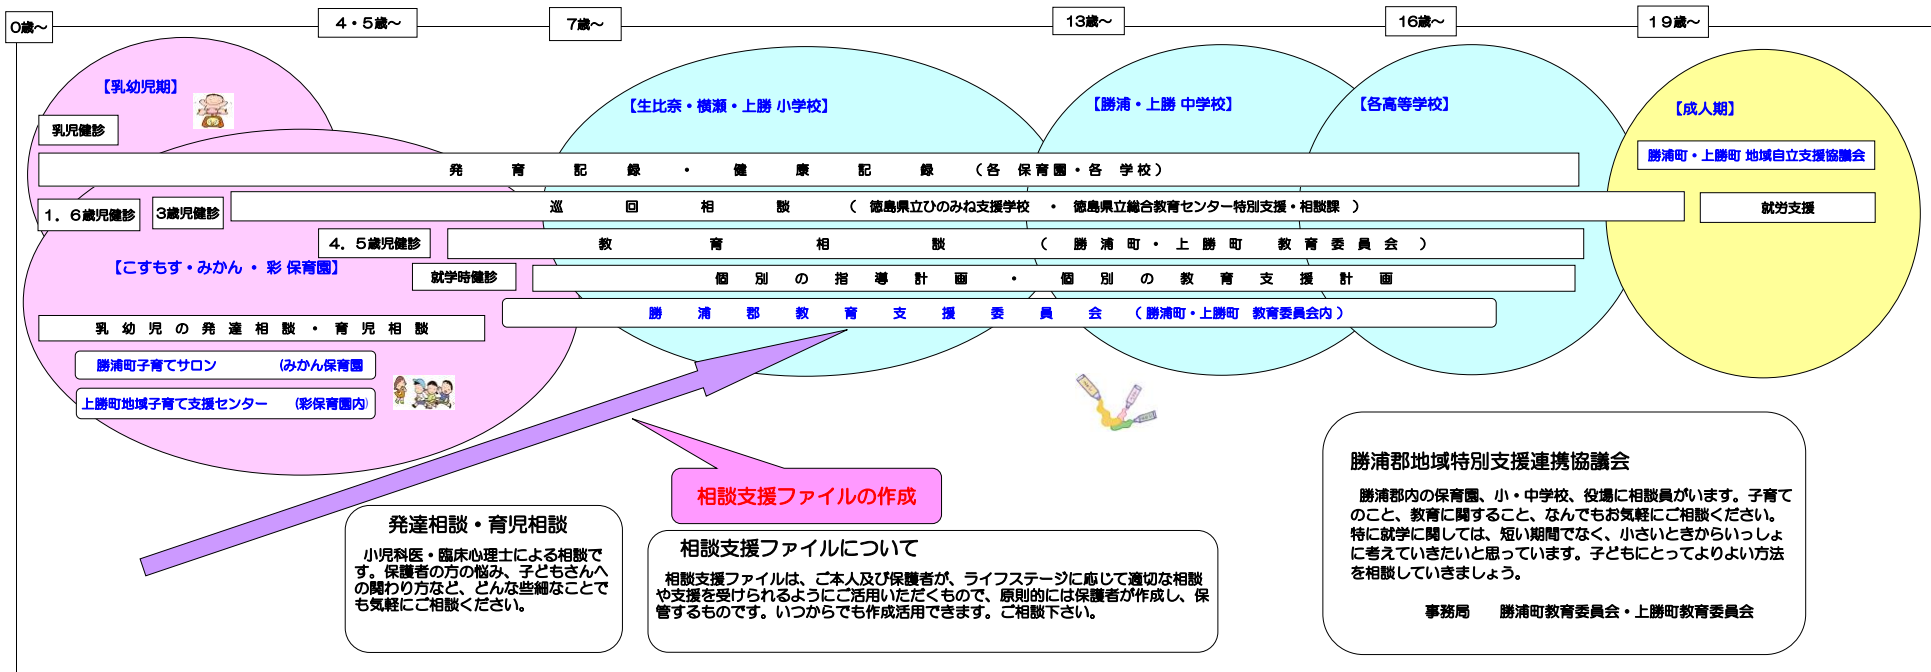 0歳～
4・5歳～
7歳～
13歳～
16歳～
19歳～
【乳幼児期】
【生比奈・横瀬・上勝 小学校】
【勝浦・上勝 中学校】
【各高等学校】
【成人期】
乳児健診
勝浦町・上勝町 地域自立支援協議会
発育記録・健康記録（各 保育園・各 学校）
1．6歳児健診
3歳児健診
巡回相談（ 徳島県立ひのみね支援学校 ・ 徳島県立総合教育センター特別支援・相談課 ）
就労支援
4．5歳児健診
教育相談（ 勝浦町・上勝町 教育委員会 ）
【こすもす・みかん ・ 彩 保育園】
就学時健診
個別の指導計画・個別の教育支援計画
勝浦郡教育支援委員会（勝浦町・上勝町 教育委員会内）
乳幼児の発達相談・育児相談
勝浦町子育てサロン (みかん保育園
上勝町地域子育て支援センター (彩保育園内)
相談支援ファイルの作成
発達相談・育児相談
小児科医・臨床心理士による相談で
す。保護者の方の悩み、子どもさんへ
の関わり方など、どんな些細なことで
も気軽にご相談ください。
相談支援ファイルについて
相談支援ファイルは、ご本人及び保護者が、ライフステージに応じて適切な相談
や支援を受けられるようにご活用いただくもので、原則的には保護者が作成し、保
管するものです。いつからでも作成活用できます。ご相談下さい。
勝浦郡地域特別支援連携協議会
勝浦郡内の保育園、小・中学校、役場に相談員がいます。子育て
のこと、教育に関すること、なんでもお気軽にご相談ください。
特に就学に関しては、短い期間でなく、小さいときからいっしょ
に考えていきたいと思っています。子どもにとってよりよい方法
を相談していきましょう。
事務局 勝浦町教育委員会・上勝町教育委員会